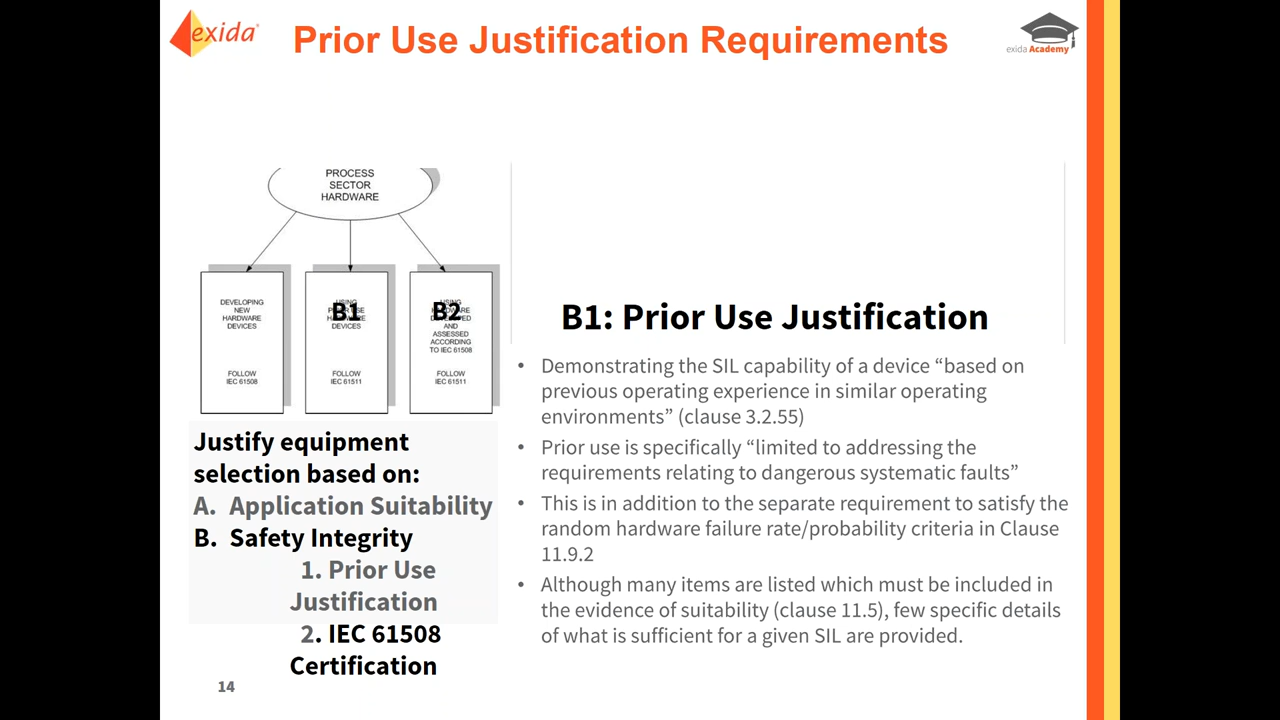 exida
Prior Use Justification Requirements
exida Academy
PROCESS
SECTOR
HARDWARE
DEVELOPING
NEW
HARDWARE
DEVICES
FOLLOW
IEC 61508
B1
DEVICES
FOLLOW
IEC 61511
B2
AND
ASSESSED
ACCORDING
TO IEC 61508
FOLLOW
IEC 61511
Justify equipment
selection based on:
A. Application Suitability
B. Safety Integrity
1. Prior Use
Justification
2. IEC 61508
Certification
14
B1: Prior Use Justification
• Demonstrating the SIL capability of a device “based on
previous operating experience in similar operating
environments” (clause 3.2.55)
• Prior use is specifically “limited to addressing the
requirements relating to dangerous systematic faults”
• This is in addition to the separate requirement to satisfy the
random hardware failure rate/probability criteria in Clause
11.9.2
• Although many items are listed which must be included in
the evidence of suitability (clause 11.5), few specific details
of what is sufficient for a given SIL are provided.